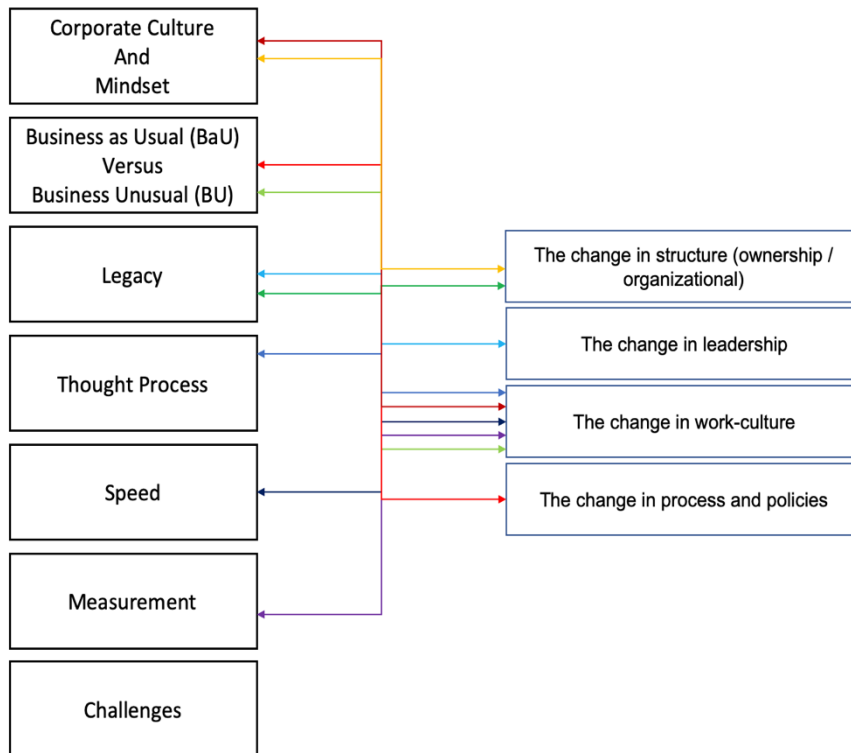 Corporate Culture
And
Mindset
Business as Usual (BaU)
Versus
Business Unusual (BU)
Legacy
Thought Process
Speed
Measurement
Challenges
The change in structure (ownership /
organizational)
The change in leadership
The change in work-culture
The change in process and policies